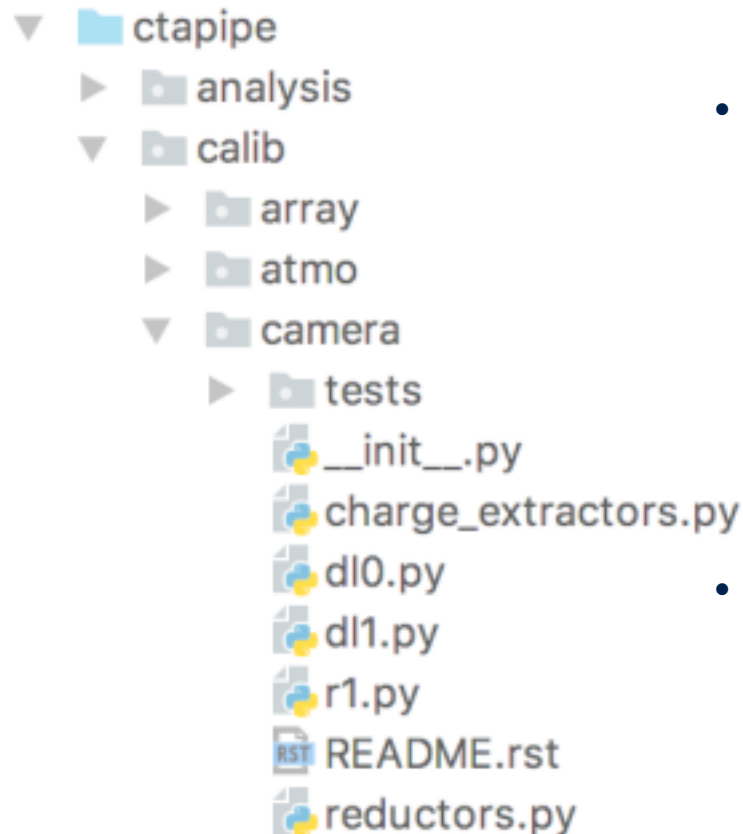 ctapipe
analysis
calib
array
atmo
camera
tests
__init__.py
charge_extractors.py
dl0.py
dl1.py
r1.py
RST README.rst
reductors.py